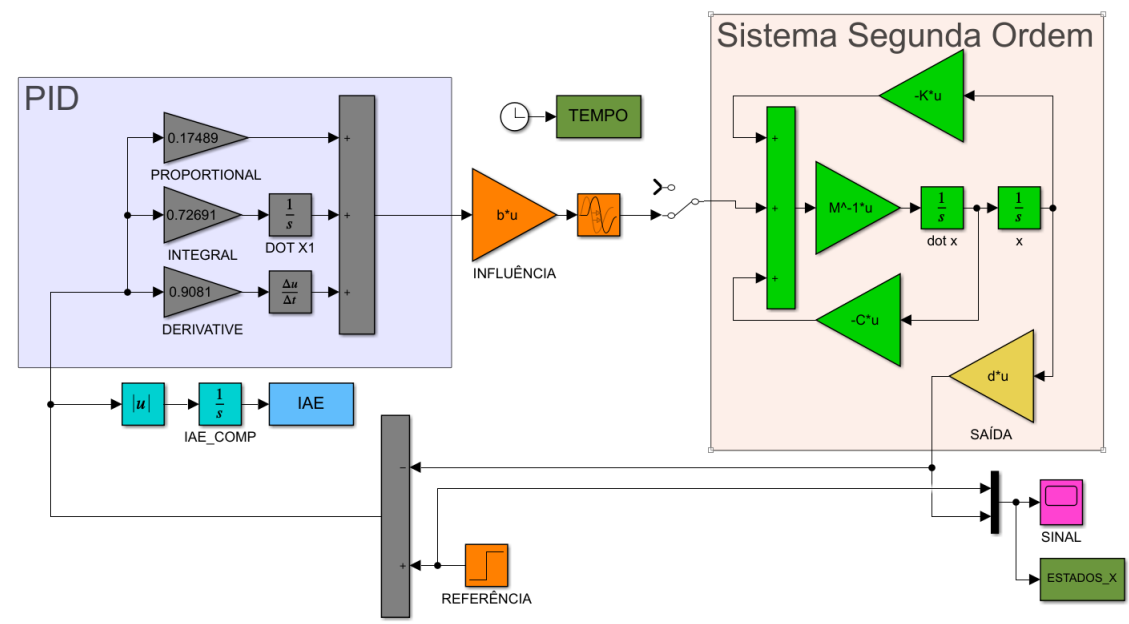 Sistema Segunda Ordem
PID
-K*u
TEMPO
0.17489
+
+
PROPORTIONAL
0.72691
1
s
+
b*u
+
M^-1*u
1
s
1
s
INTEGRAL
DOT X1
dot x
x
INFLUÊNCIA
+
0.9081
Δu
Δt
+
DERIVATIVE
-C*u
d*u
|u|
1
s
IAE
IAE_COMP
SAÍDA
−
SINAL
+
ESTADOS_X
REFERÊNCIA